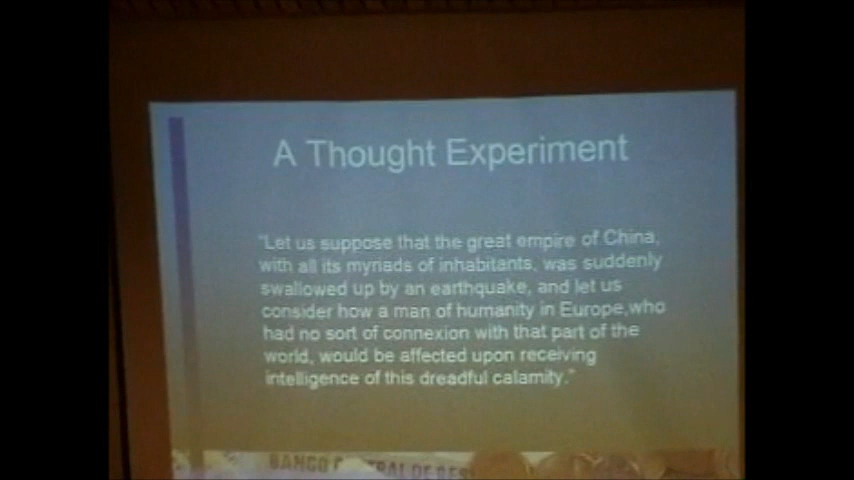 A Thought Experiment
"Let us suppose that the great empire of China,
with all its myriads of inhabitants, was suddenly
swallowed up by an earthquake, and let us
consider how a man of humanity in Europe,who
had no sort of connexion with that part of the
world, would be affected upon receiving
intelligence of this dreadful calamity."
BANCO